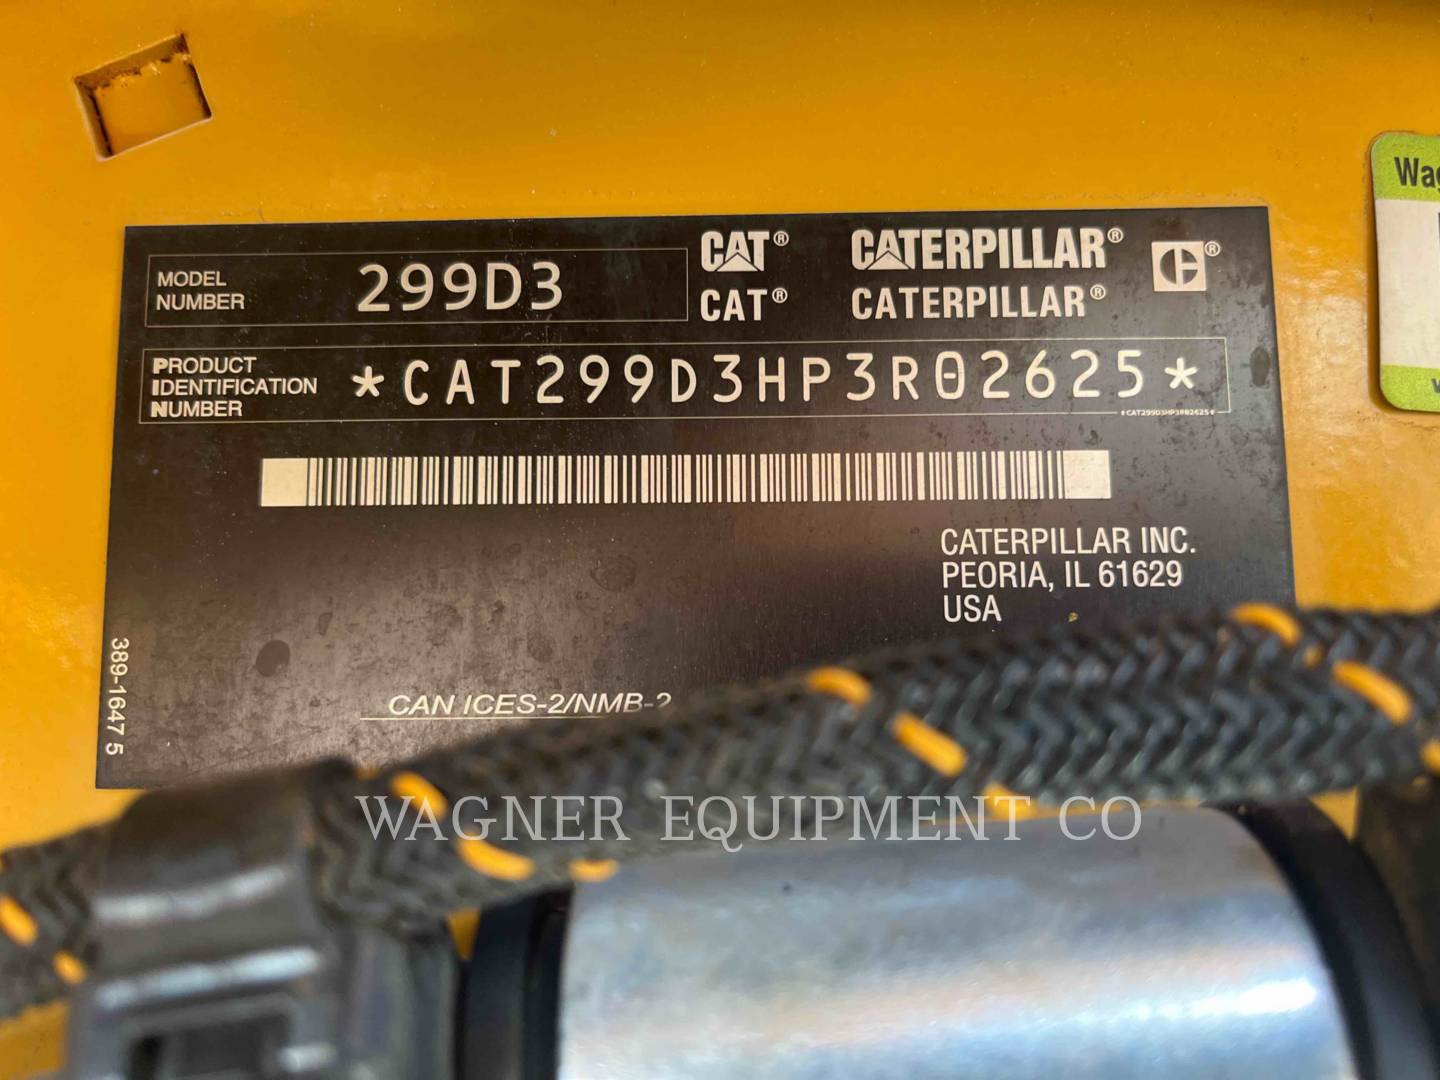 MODEL NUMBER 299D3
CAT® CATERPILLAR® ®
CAT® CATERPILLAR®
PRODUCT IDENTIFICATION NUMBER *CAT299D3HP3R02625*
*CAT299D3HP3R02625*
CATERPILLAR INC.
PEORIA, IL 61629
USA
389-1647 5
CAN ICES-2/NMB-2
WAGNER EQUIPMENT CO